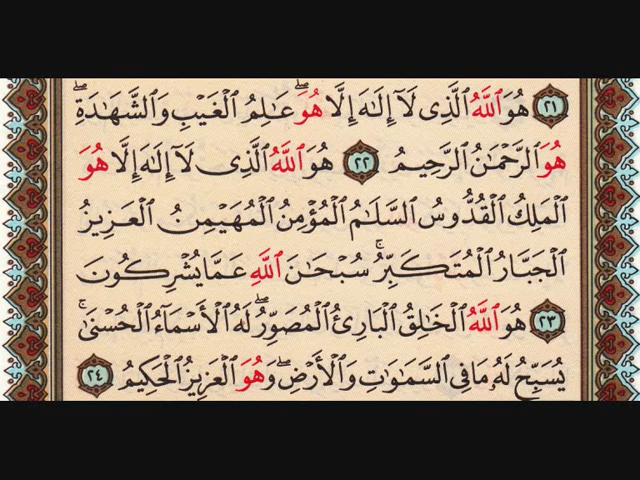 ٢١ هُوَ ٱللَّهُ ٱلَّذِى لَآ إِلَٰهَ إِلَّا هُوَۖ عَٰلِمُ ٱلْغَيْبِ وَٱلشَّهَٰدَةِۖ
هُوَ ٱلرَّحْمَٰنُ ٱلرَّحِيمُ ٢٢ هُوَ ٱللَّهُ ٱلَّذِى لَآ إِلَٰهَ إِلَّا هُوَ
ٱلْمَلِكُ ٱلْقُدُّوسُ ٱلسَّلَٰمُ ٱلْمُؤْمِنُ ٱلْمُهَيْمِنُ ٱلْعَزِيزُ
ٱلْجَبَّارُ ٱلْمُتَكَبِّرُۚ سُبْحَٰنَ ٱللَّهِ عَمَّا يُشْرِكُونَ
٢٣ هُوَ ٱللَّهُ ٱلْخَٰلِقُ ٱلْبَارِئُ ٱلْمُصَوِّرُۖ لَهُ ٱلْأَسْمَآءُ ٱلْحُسْنَىٰۚ
يُسَبِّحُ لَهُۥ مَا فِى ٱلسَّمَٰوَٰتِ وَٱلْأَرْضِۖ وَهُوَ ٱلْعَزِيزُ ٱلْحَكِيمُ ٢٤